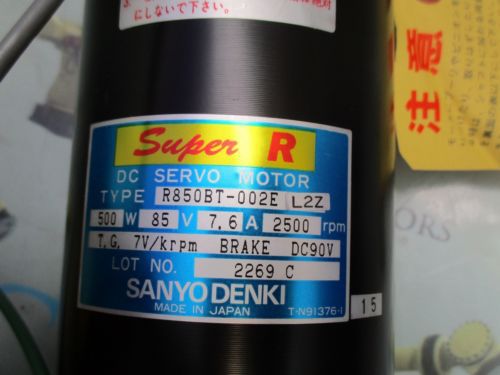 にしないで下さい。
注意
Super R
DC SERVO MOTOR
TYPE R850BT-002E L2Z
500 W 85 V 7.6 A 2500 rpm
T.G. 7V/krpm BRAKE DC90V
LOT NO. 2269 C
SANYO DENKI
MADE IN JAPAN T-N91376-1
15